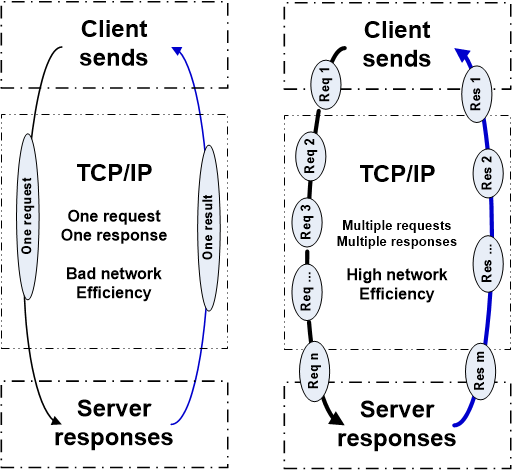 Client
sends
One request
TCP/IP
One request
One response
Bad network
Efficiency
One result
Server
responses
Client
sends
Req 1
Req 2
Req 3
Req ...
Req n
TCP/IP
Multiple requests
Multiple responses
High network
Efficiency
Res 1
Res 2
Res ...
Res m
Server
responses